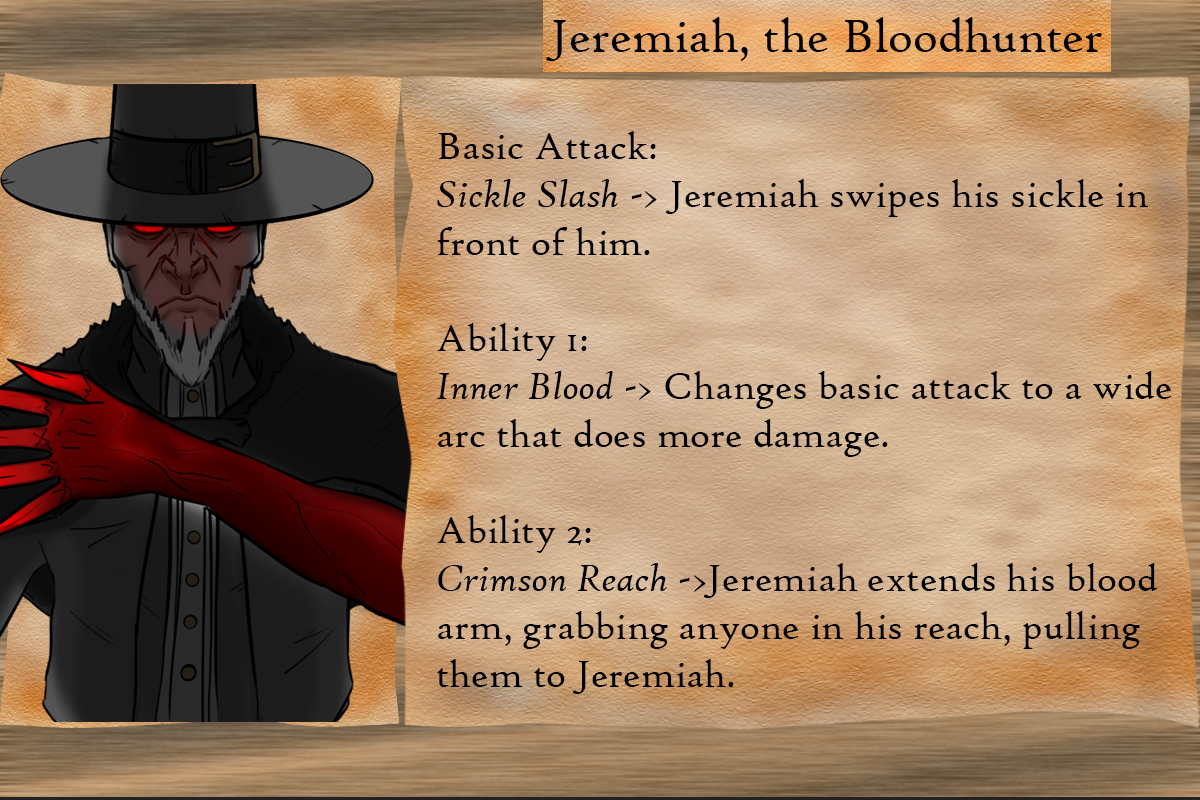 Jeremiah, the Bloodhunter
Basic Attack:
Sickle Slash -> Jeremiah swipes his sickle in
front of him.
Ability 1:
Inner Blood -> Changes basic attack to a wide
arc that does more damage.
Ability 2:
Crimson Reach ->Jeremiah extends his blood
arm, grabbing anyone in his reach, pulling
them to Jeremiah.